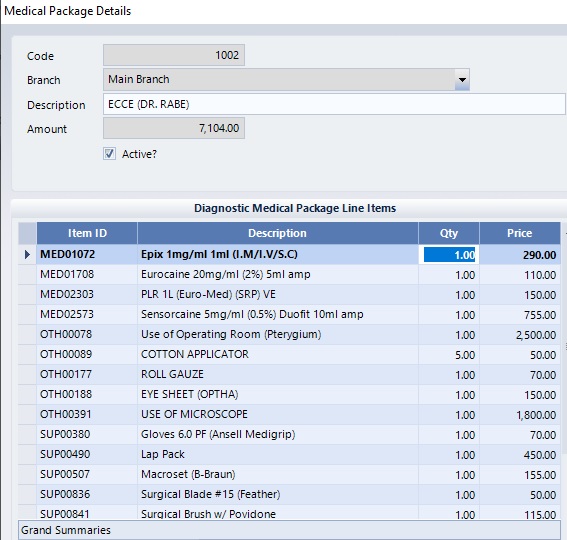 Medical Package Details
Code 1002
Branch Main Branch
Description ECCE (DR. RABE)
Amount 7,104.00
Active?
Diagnostic Medical Package Line Items
Item ID Description Qty Price
MED01072 Epix 1mg/ml 1ml (I.M/I.V/S.C) 1.00 290.00
MED01708 Eurocaine 20mg/ml (2%) 5ml amp 1.00 110.00
MED02303 PLR 1L (Euro-Med) (SRP) VE 1.00 150.00
MED02573 Sensorcaine 5mg/ml (0.5%) Duofit 10ml amp 1.00 755.00
OTH00078 Use of Operating Room (Pterygium) 1.00 2,500.00
OTH00089 COTTON APPLICATOR 5.00 50.00
OTH00177 ROLL GAUZE 1.00 70.00
OTH00188 EYE SHEET (OPTHA) 1.00 150.00
OTH00391 USE OF MICROSCOPE 1.00 1,800.00
SUP00380 Gloves 6.0 PF (Ansell Medigrip) 1.00 70.00
SUP00490 Lap Pack 1.00 450.00
SUP00507 Macroset (B-Braun) 1.00 155.00
SUP00836 Surgical Blade #15 (Feather) 1.00 50.00
SUP00841 Surgical Brush w/ Povidone 1.00 115.00
Grand Summaries